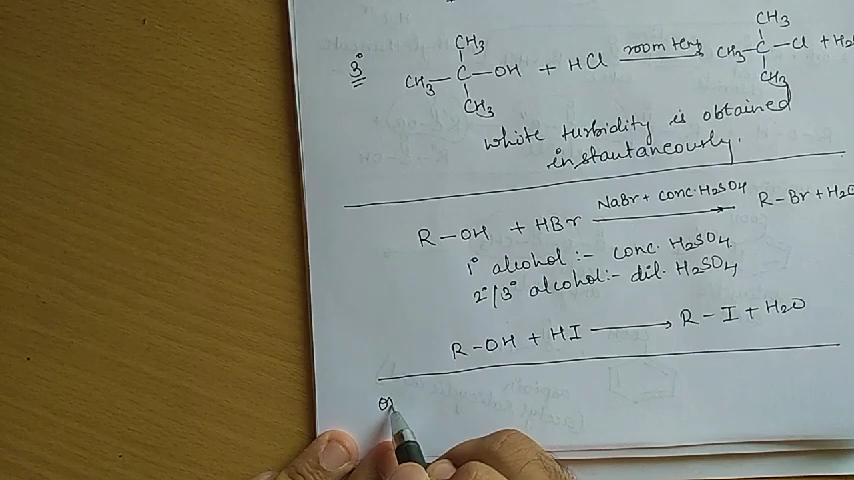 3°
CH3
CH3-C-OH + HCl room temp→ CH3-C-Cl + H2O
CH3
CH3
CH3
white turbidity is obtained
instantaneously.
R-OH + HBr NaBr + conc. H2SO4→ R-Br + H2O
1° alcohol :- conc. H2SO4
2°/3° alcohol:- dil. H2SO4
R-OH + HI → R-I + H2O